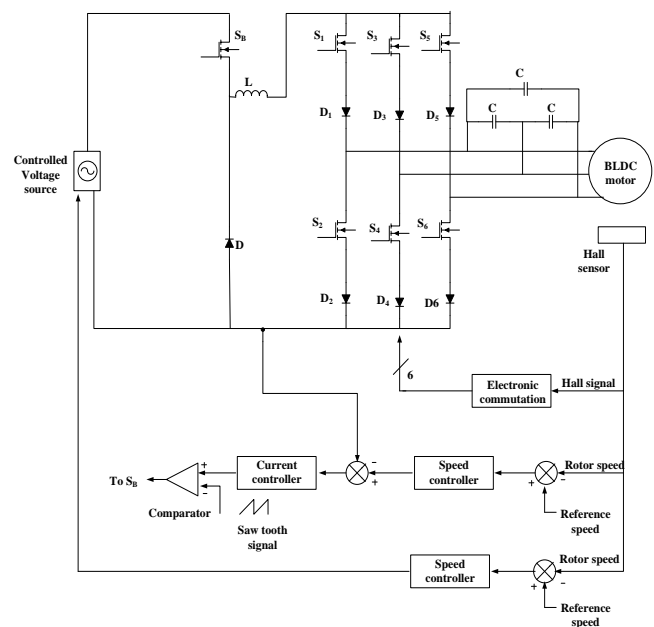 S_B
L
S_1
S_3
S_5
D_1
D_3
D_5
C
C
C
Controlled
Voltage
source
BLDC
motor
D
S_2
S_4
S_6
D_2
D_4
D6
Hall
sensor
6
Electronic
commutation
Hall signal
To S_B
+
-
Comparator
Current
controller
Saw tooth
signal
-
+
Speed
controller
+
-
Rotor speed
Reference
speed
Speed
controller
+
-
Rotor speed
Reference
speed